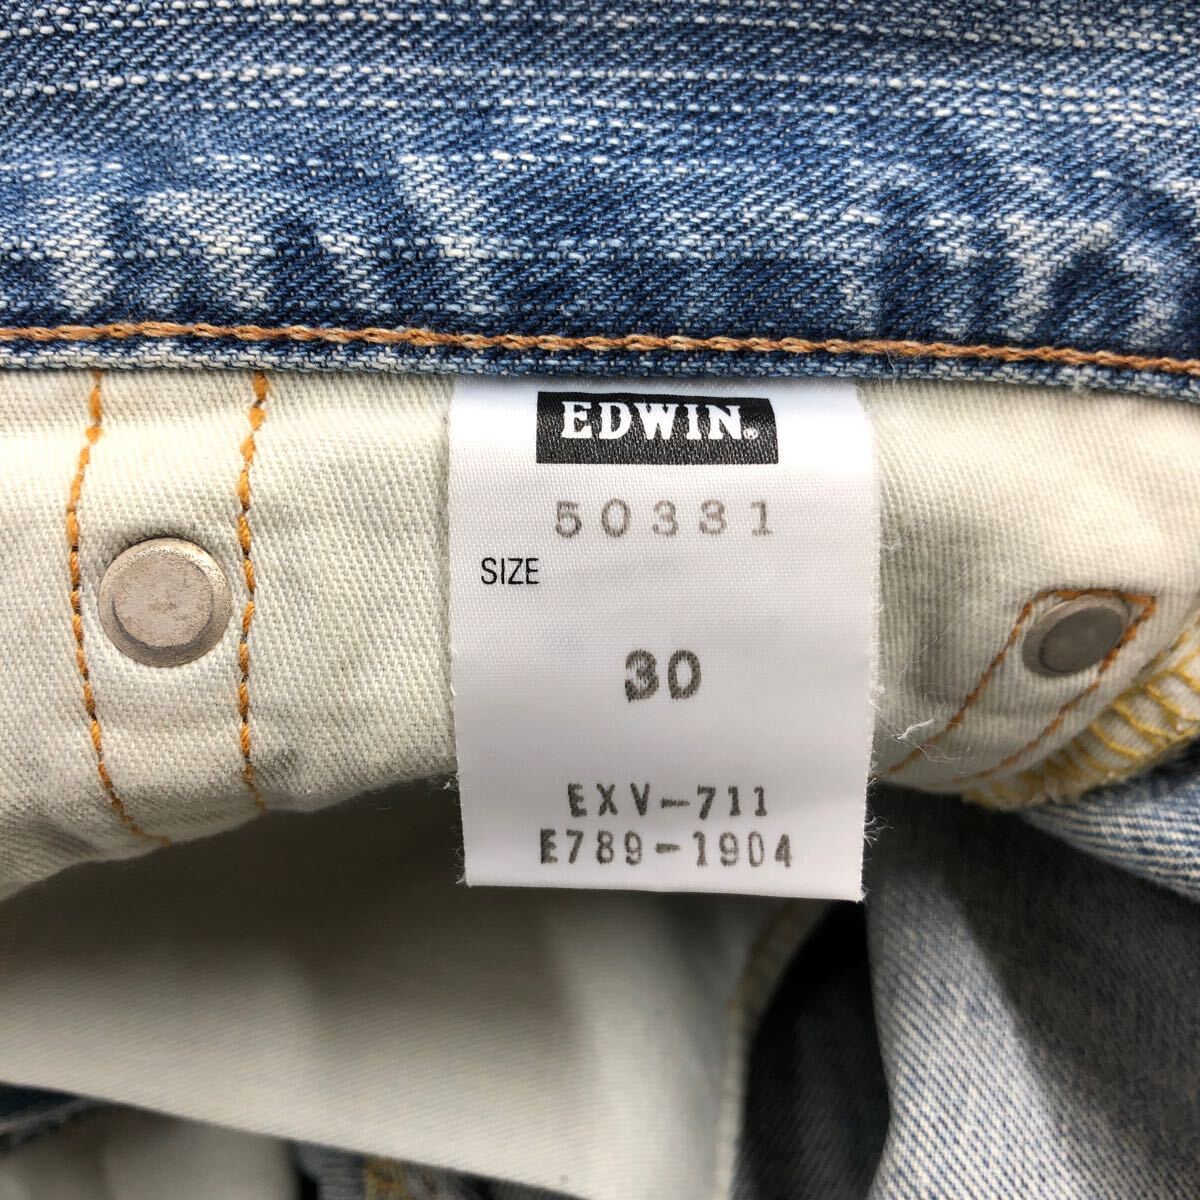 EDWIN®
50331
SIZE
30
EXV-711
E789-1904